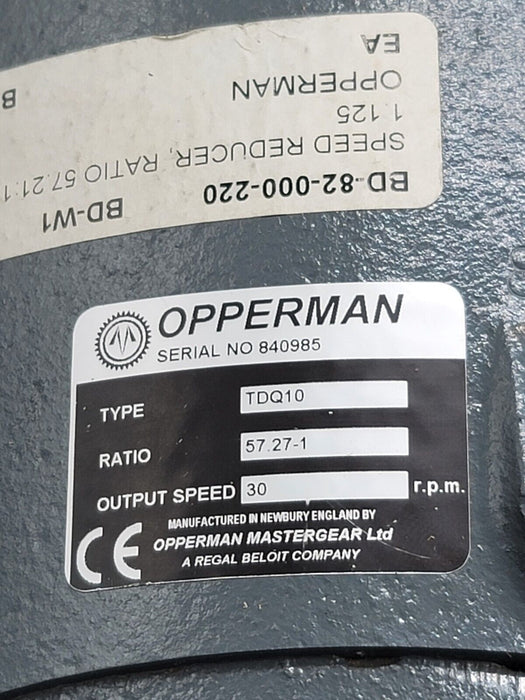 BD-82-000-220 BD-W1
SPEED REDUCER, RATIO 57.21:1
1.125
OPPERMAN
EA B
OPPERMAN
SERIAL NO 840985
TYPE TDQ10
RATIO 57.27-1
OUTPUT SPEED 30 r.p.m.
MANUFACTURED IN NEWBURY ENGLAND BY
OPPERMAN MASTERGEAR Ltd
A REGAL BELOIT COMPANY
CE